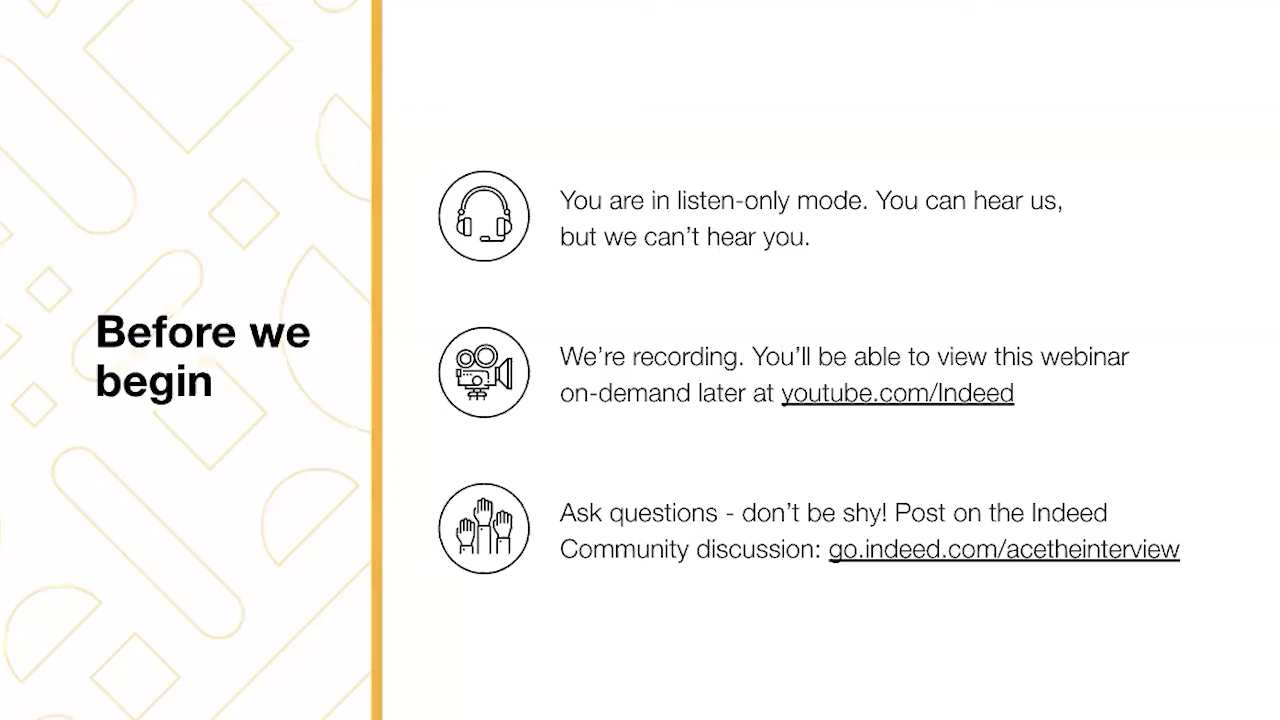 Before we
begin
You are in listen-only mode. You can hear us,
but we can’t hear you.
We’re recording. You’ll be able to view this webinar
on-demand later at youtube.com/Indeed
Ask questions - don’t be shy! Post on the Indeed
Community discussion: go.indeed.com/acetheinterview